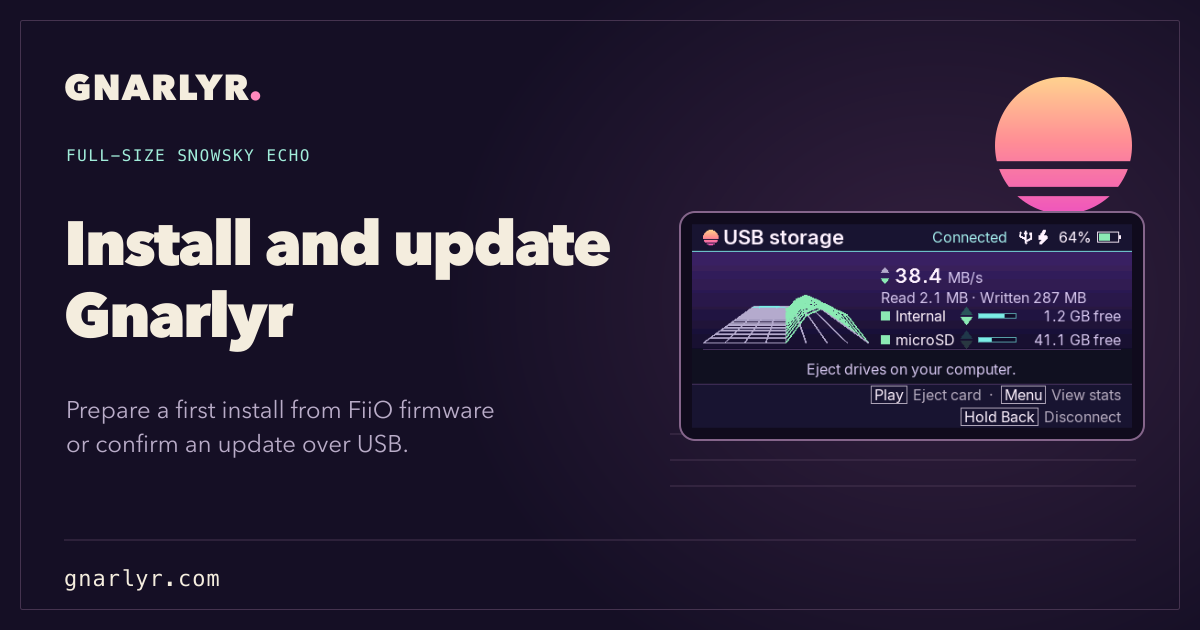 GNARLYR.
FULL-SIZE SNOWSKY ECHO
Install and update
Gnarlyr
Prepare a first install from FiiO firmware
or confirm an update over USB.
gnarlyr.com
USB storage Connected 64%
38.4 MB/s
Read 2.1 MB · Written 287 MB
Internal 1.2 GB free
microSD 41.1 GB free
Eject drives on your computer.
Play Eject card · Menu View stats
Hold Back Disconnect